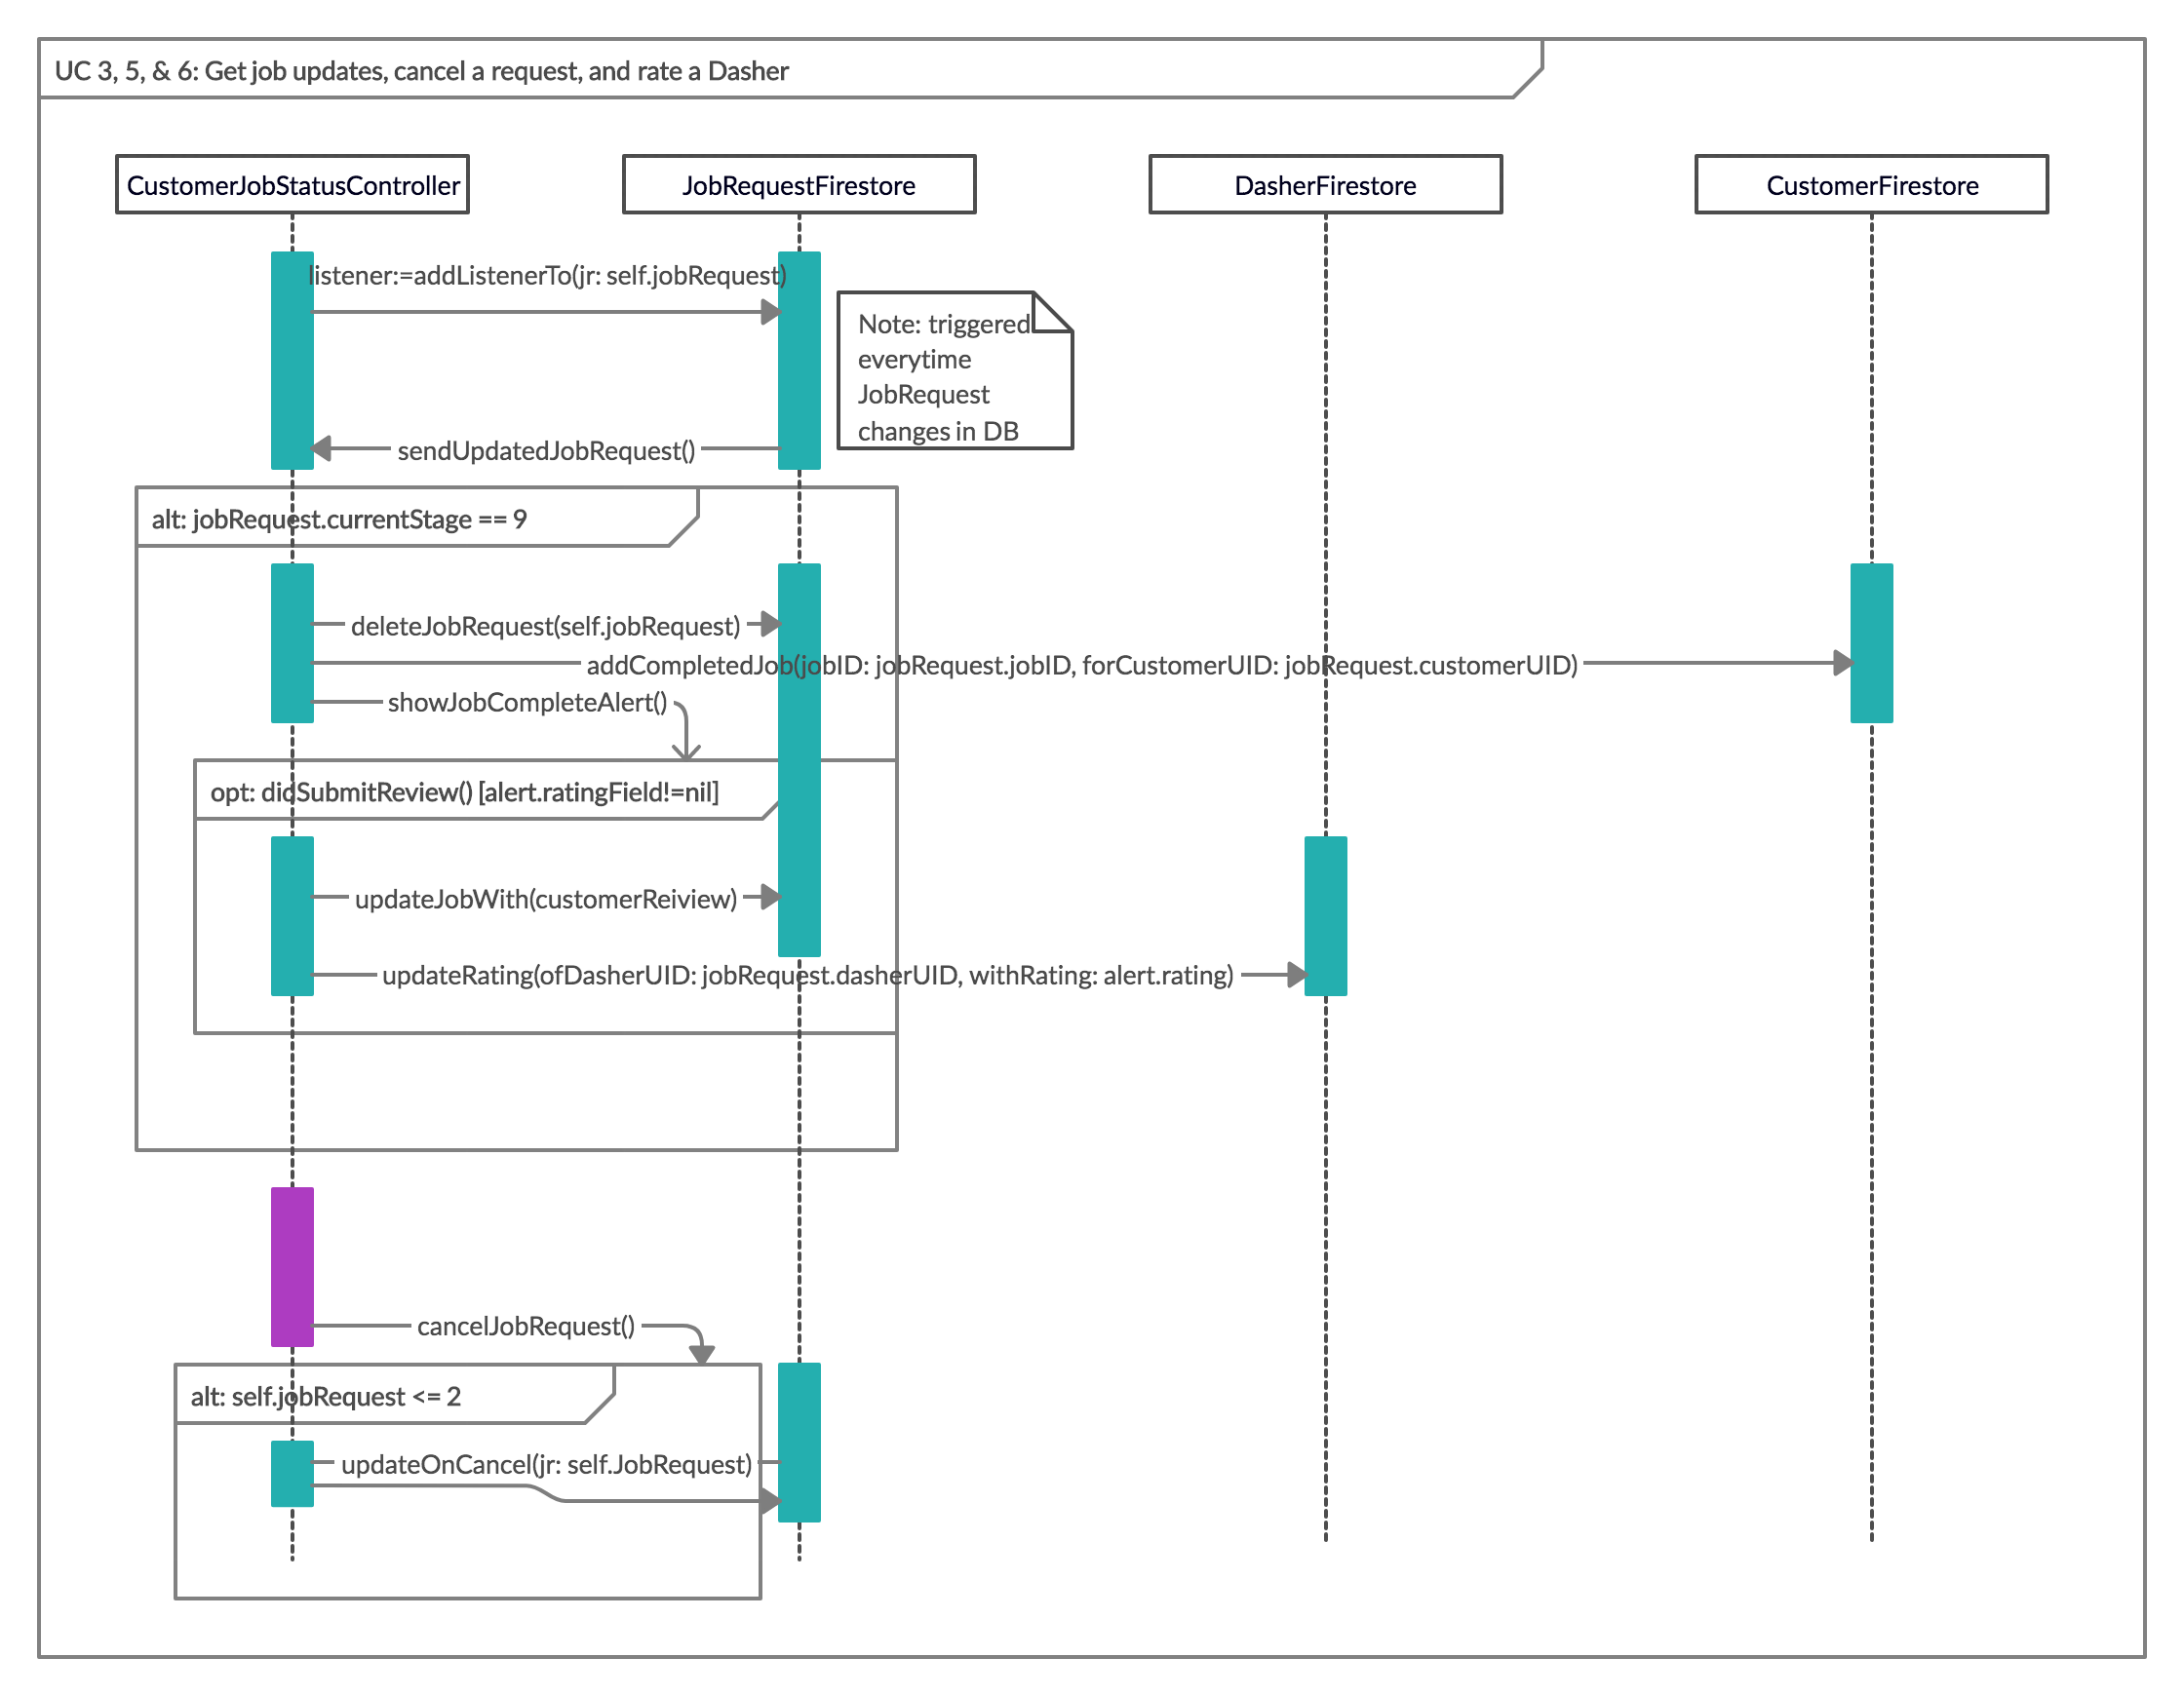 UC 3, 5, & 6: Get job updates, cancel a request, and rate a Dasher
CustomerJobStatusController
JobRequestFirestore
DasherFirestore
CustomerFirestore
listener:=addListenerTo(jr: self.jobRequest)
Note: triggered
everytime
JobRequest
changes in DB
sendUpdatedJobRequest()
alt: jobRequest.currentStage == 9
deleteJobRequest(self.jobRequest)
addCompletedJob(jobID: jobRequest.jobID, forCustomerUID: jobRequest.customerUID)
showJobCompleteAlert()
opt: didSubmitReview() [alert.ratingField!=nil]
updateJobWith(customerReiview)
updateRating(ofDasherUID: jobRequest.dasherUID, withRating: alert.rating)
cancelJobRequest()
alt: self.jobRequest <= 2
updateOnCancel(jr: self.JobRequest)